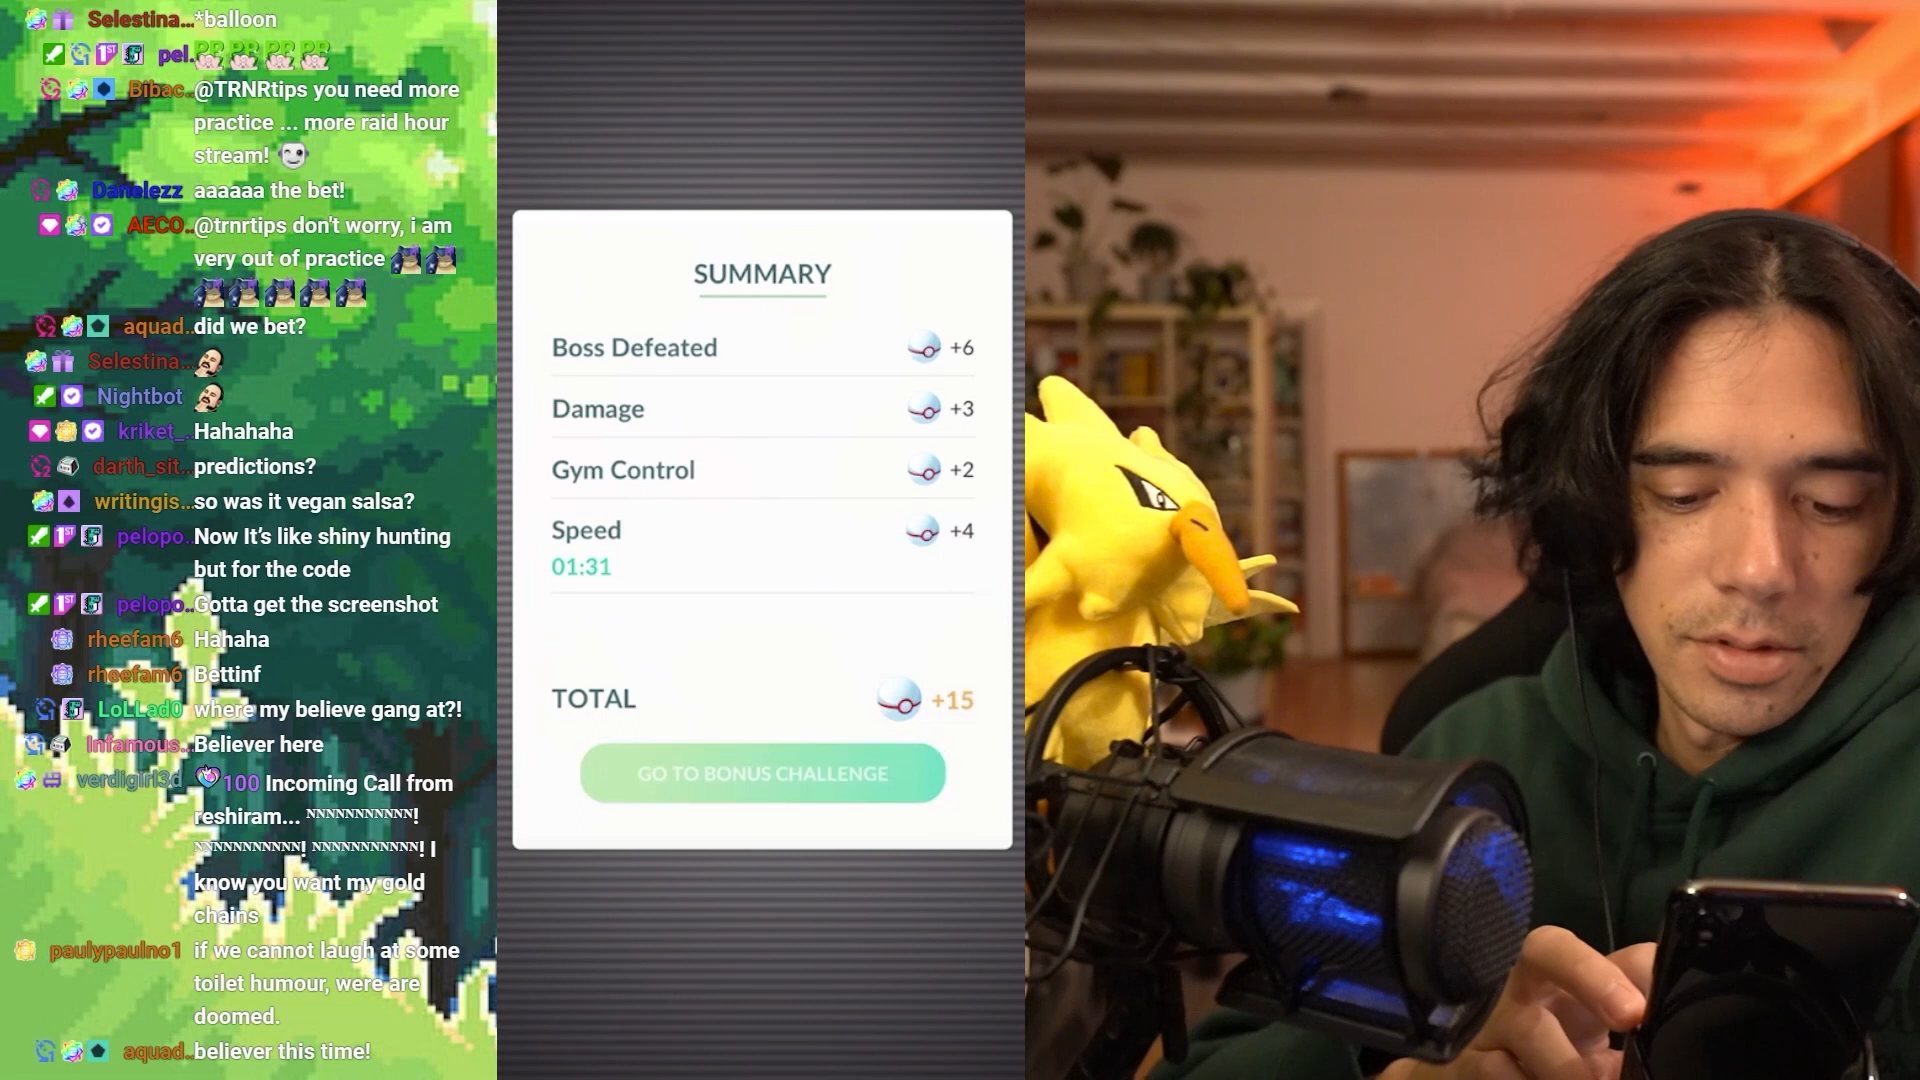 Selestina...*balloon
pel.
Bibac..@TRNRtips you need more
practice ... more raid hour
stream!
Danelezz aaaaaa the bet!
AECO..@trnrtips don't worry, i am
very out of practice
aquad..did we bet?
Selestina...
Nightbot
kriket_..Hahahaha
darth_sit...predictions?
writingis...so was it vegan salsa?
pelopo..Now It’s like shiny hunting
but for the code
pelopo..Gotta get the screenshot
rheefam6 Hahaha
rheefam6 Bettinf
LoLLad0 where my believe gang at?!
Infamous...Believer here
verdigirl3d 100 Incoming Call from
reshiram... ᴺᴺᴺᴺᴺᴺᴺᴺᴺᴺᴺ!
ᴺᴺᴺᴺᴺᴺᴺᴺᴺᴺᴺ! ᴺᴺᴺᴺᴺᴺᴺᴺᴺᴺᴺ! I
know you want my gold
chains
paulypaulno1 if we cannot laugh at some
toilet humour, were are
doomed.
aquad..believer this time!
SUMMARY
Boss Defeated +6
Damage +3
Gym Control +2
Speed +4
01:31
TOTAL +15
GO TO BONUS CHALLENGE